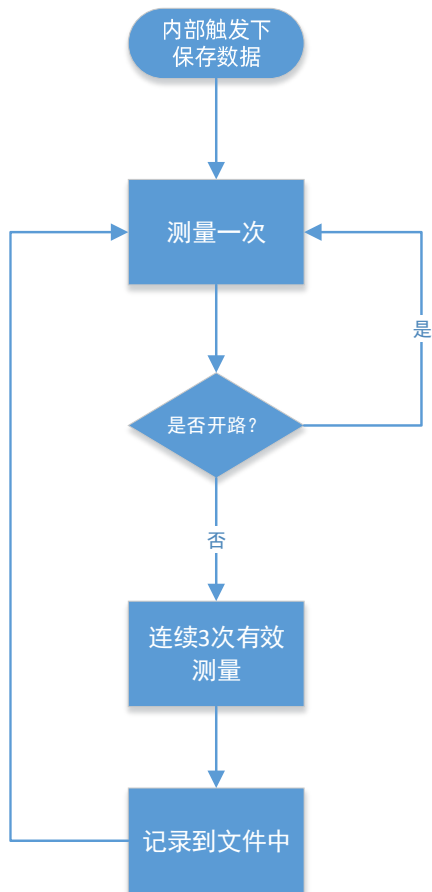 内部触发下
保存数据
测量一次
是
是否开路?
否
连续3次有效
测量
记录到文件中